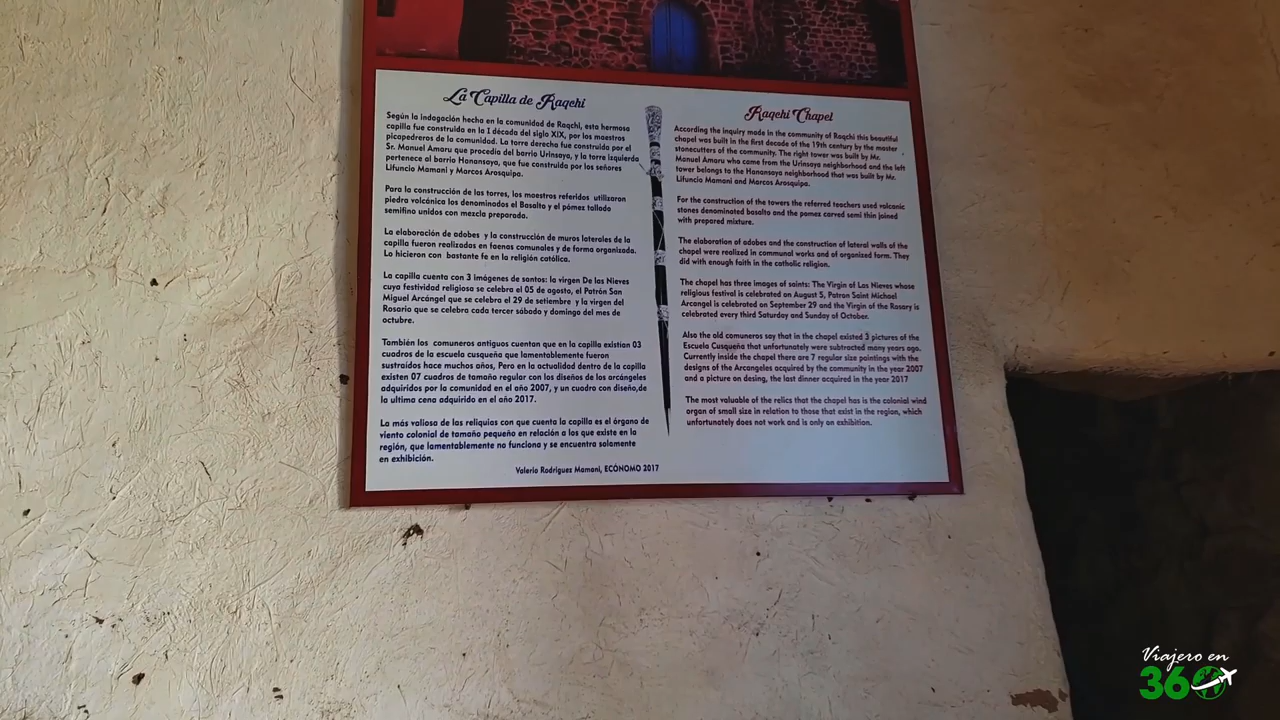 La Capilla de Raqchi
Según la indagación hecha en la comunidad de Raqchi, esta hermosa
capilla fue construida en la I década del siglo XIX, por los maestros
picapedreros de la comunidad. La torre derecha fue construida por el
Sr. Manuel Amaru que procedia del barrio Urinsaya, y la torre izquierda
pertenece al barrio Hanansaya, que fue construida por los señores
Lifuncio Mamani y Marcos Arosquipa.
Para la construcción de las torres, los maestros referidos utilizaron
piedra volcánica los denominados el Basalto y el pómez tallado
semifino unidos con mezcla preparada.
La elaboración de adobes y la construcción de muros laterales de la
capilla fueron realizadas en faenas comunales y de forma organizada.
Lo hicieron con bastante fe en la religión católica.
La capilla cuenta con 3 imágenes de santos: la virgen De las Nieves
cuya festividad religiosa se celebra el 05 de agosto, el Patrón San
Miguel Arcángel que se celebra el 29 de setiembre y la virgen del
Rosario que se celebra cada tercer sábado y domingo del mes de
octubre.
También los comuneros antiguos cuentan que en la capilla existían 03
cuadros de la escuela cusqueña que lamentablemente fueron
sustraídos hace muchos años, Pero en la actualidad dentro de la capilla
existen 07 cuadros de tamaño regular con los diseños de los arcángeles
adquiridos por la comunidad en el año 2007, y un cuadro con diseño,de
la ultima cena adquirido en el año 2017.
La más valiosa de las reliquias con que cuenta la capilla es el órgano de
viento colonial de tamaño pequeño en relación a los que existe en la
región, que lamentablemente no funciona y se encuentra solamente
en exhibición.
Valerio Rodriguez Mamani, ECÓNOMO 2017
Raqchi Chapel
According the inquiry made in the community of Raqchi this beautiful
chapel was built in the first decade of the 19th century by the master
stonecutters of the community. The right tower was built by Mr.
Manuel Amaru who came from the Urinsaya neighborhood and the left
tower belongs to the Hanansaya neighborhood that was built by Mr.
Lifuncio Mamani and Marcos Arosquipa.
For the construction of the towers the referred teachers used volcanic
stones denominated basalto and the pomez carved semi thin joined
with prepared mixture.
The elaboration of adobes and the construction of lateral walls of the
chapel were realized in communal works and of organized form. They
did with enough faith in the catholic religion.
The chapel has three images of saints: The Virgin of Las Nieves whose
religious festival is celebrated on August 5, Patron Saint Michael
Arcangel is celebrated on September 29 and the Virgin of the Rosary is
celebrated every third Saturday and Sunday of October.
Also the old comuneros say that in the chapel existed 3 pictures of the
Escuela Cusqueña that unfortunately were subtracted many years ago.
Currently inside the chapel there are 7 regular size paintings with the
designs of the Arcangeles acquired by the community in the year 2007
and a picture on desing, the last dinner acquired in the year 2017
The most valuable of the relics that the chapel has is the colonial wind
organ of small size in relation to those that exist in the region, which
unfortunately does not work and is only an exhibition.
Viajero en
360